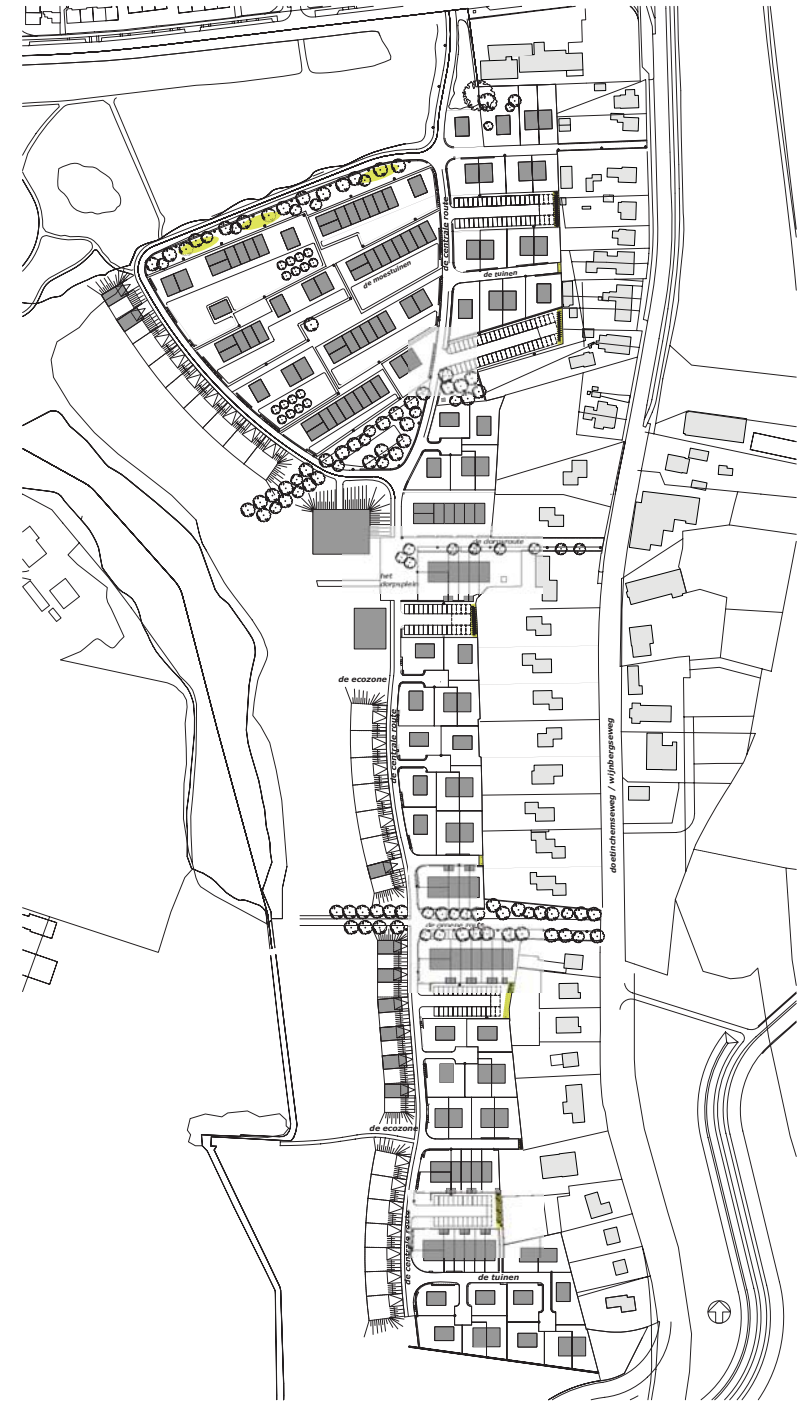 de centrale route
de moestuinen
de tuinen
de dorpsroute
het
dorpsplein
de ecozone
de centrale route
doetinchemseweg / wijnbergseweg
de groene route
de ecozone
de centrale route
de tuinen